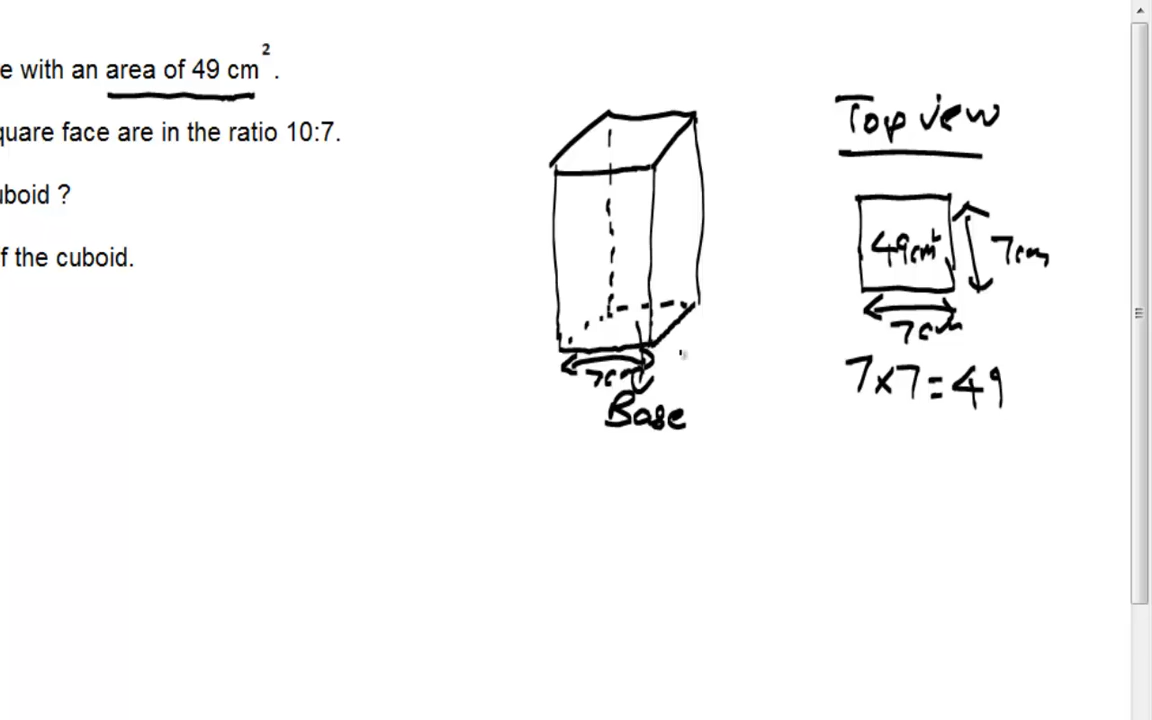 e with an area of 49 cm².
quare face are in the ratio 10:7.
uboid ?
f the cuboid.
Top view
49cm²
7cm
7cm
7×7=49
7cm
Base